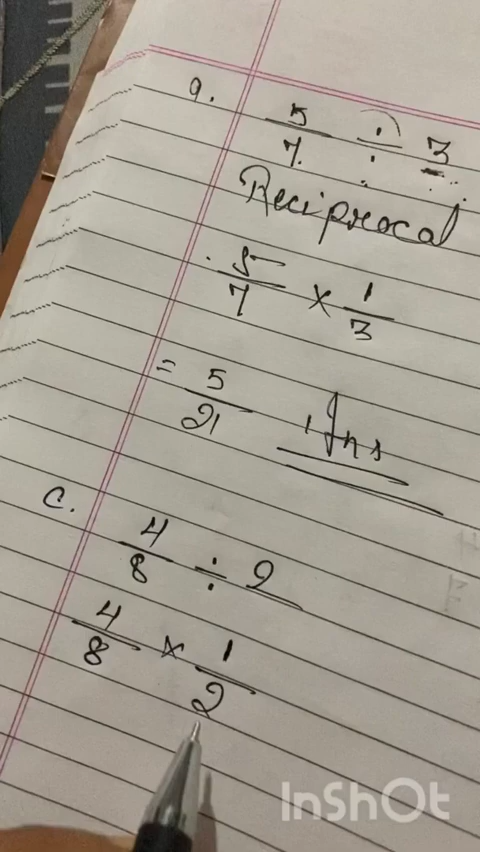 a. 5/7 ÷ 3
Reciprocal
5/7 × 1/3
= 5/21 Ans
c. 4/8 ÷ 2
4/8 × 1/2
InShOt